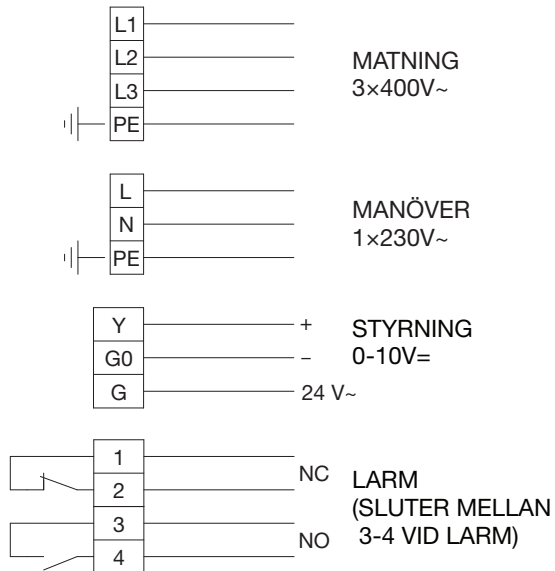 L1
L2
L3
PE
MATNING
3×400V~
L
N
PE
MANÖVER
1×230V~
Y
+
G0
–
G
24 V~
STYRNING
0-10V=
1
2
NC
3
4
NO
LARM
(SLUTER MELLAN
3-4 VID LARM)